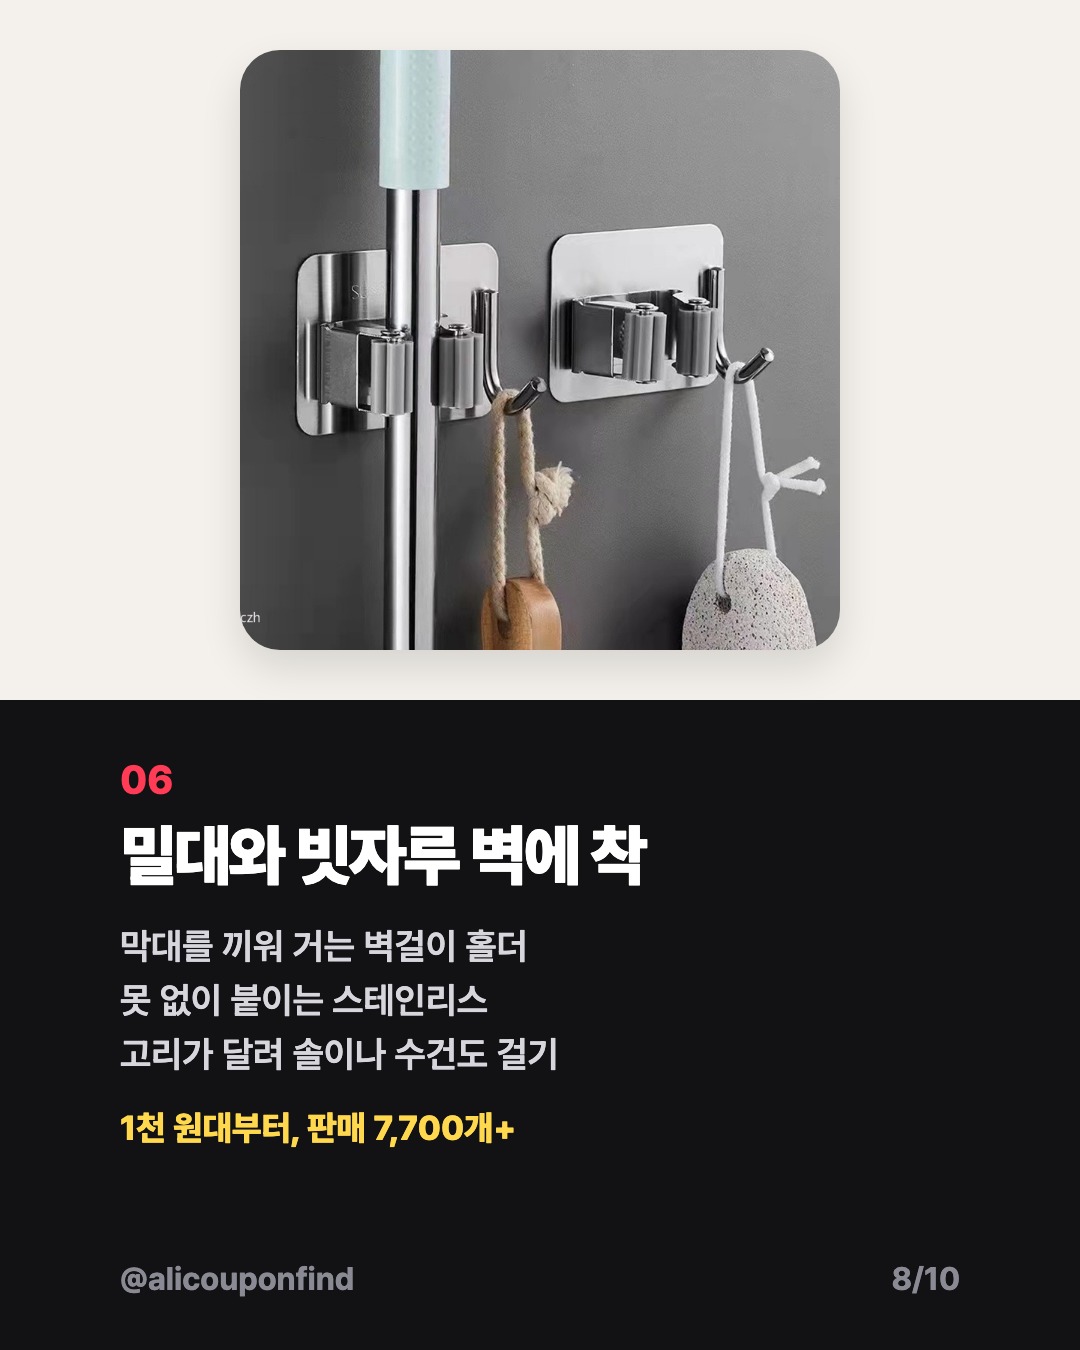 czh
06
밀대와 빗자루 벽에 착
막대를 끼워 거는 벽걸이 홀더
못 없이 붙이는 스테인리스
고리가 달려 솔이나 수건도 걸기
1천 원대부터, 판매 7,700개+
@alicouponfind
8/10